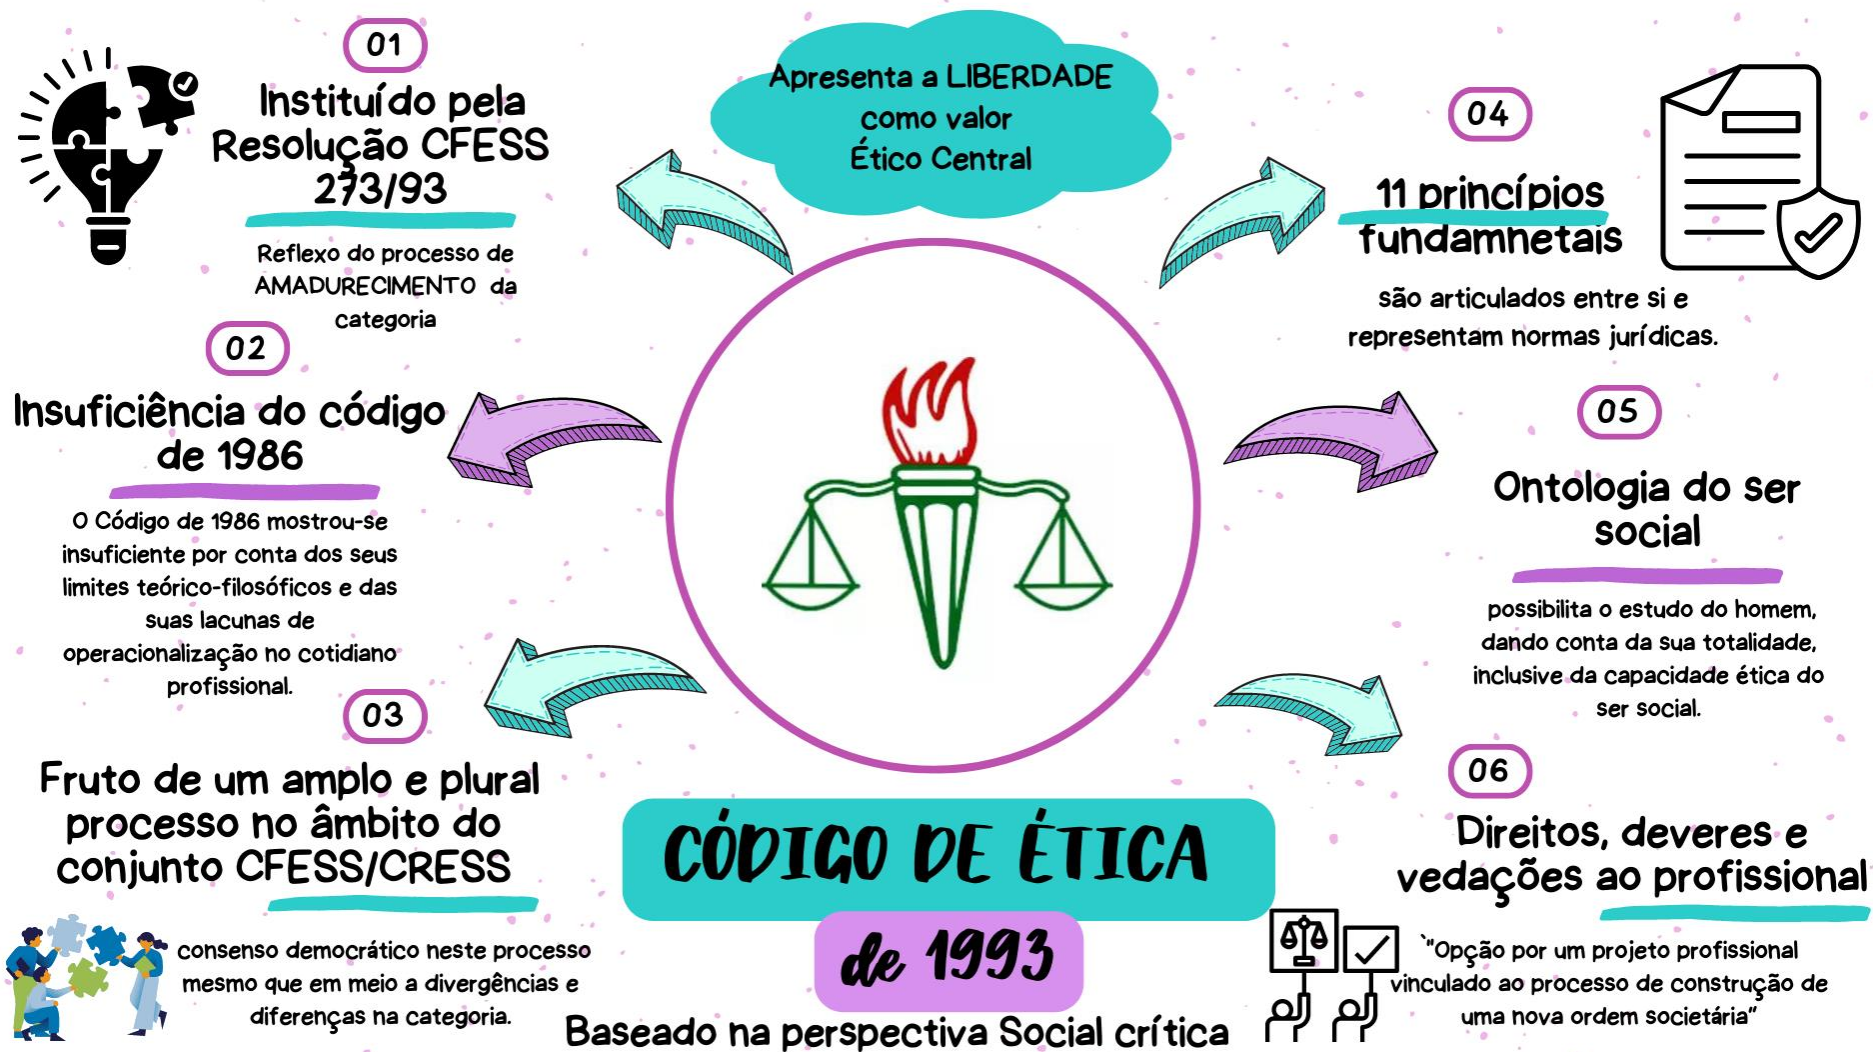 Apresenta a LIBERDADE
como valor
Ético Central
01
Instituído pela
Resolução CFESS
273/93
Reflexo do processo de
AMADURECIMENTO da
categoria
02
Insuficiência do código
de 1986
O Código de 1986 mostrou-se
insuficiente por conta dos seus
limites teórico-filosóficos e das
suas lacunas de
operacionalização no cotidiano
profissional.
03
Fruto de um amplo e plural
processo no âmbito do
conjunto CFESS/CRESS
consenso democrático neste processo
mesmo que em meio a divergências e
diferenças na categoria.
04
11 princípios
fundamnetais
são articulados entre si e
representam normas jurídicas.
05
Ontologia do ser
social
possibilita o estudo do homem,
dando conta da sua totalidade,
inclusive da capacidade ética do
ser social.
06
Direitos, deveres e
vedações ao profissional
`"Opção por um projeto profissional
vinculado ao processo de construção de
uma nova ordem societária"
CÓDIGO DE ÉTICA
de 1993
Baseado na perspectiva Social crítica